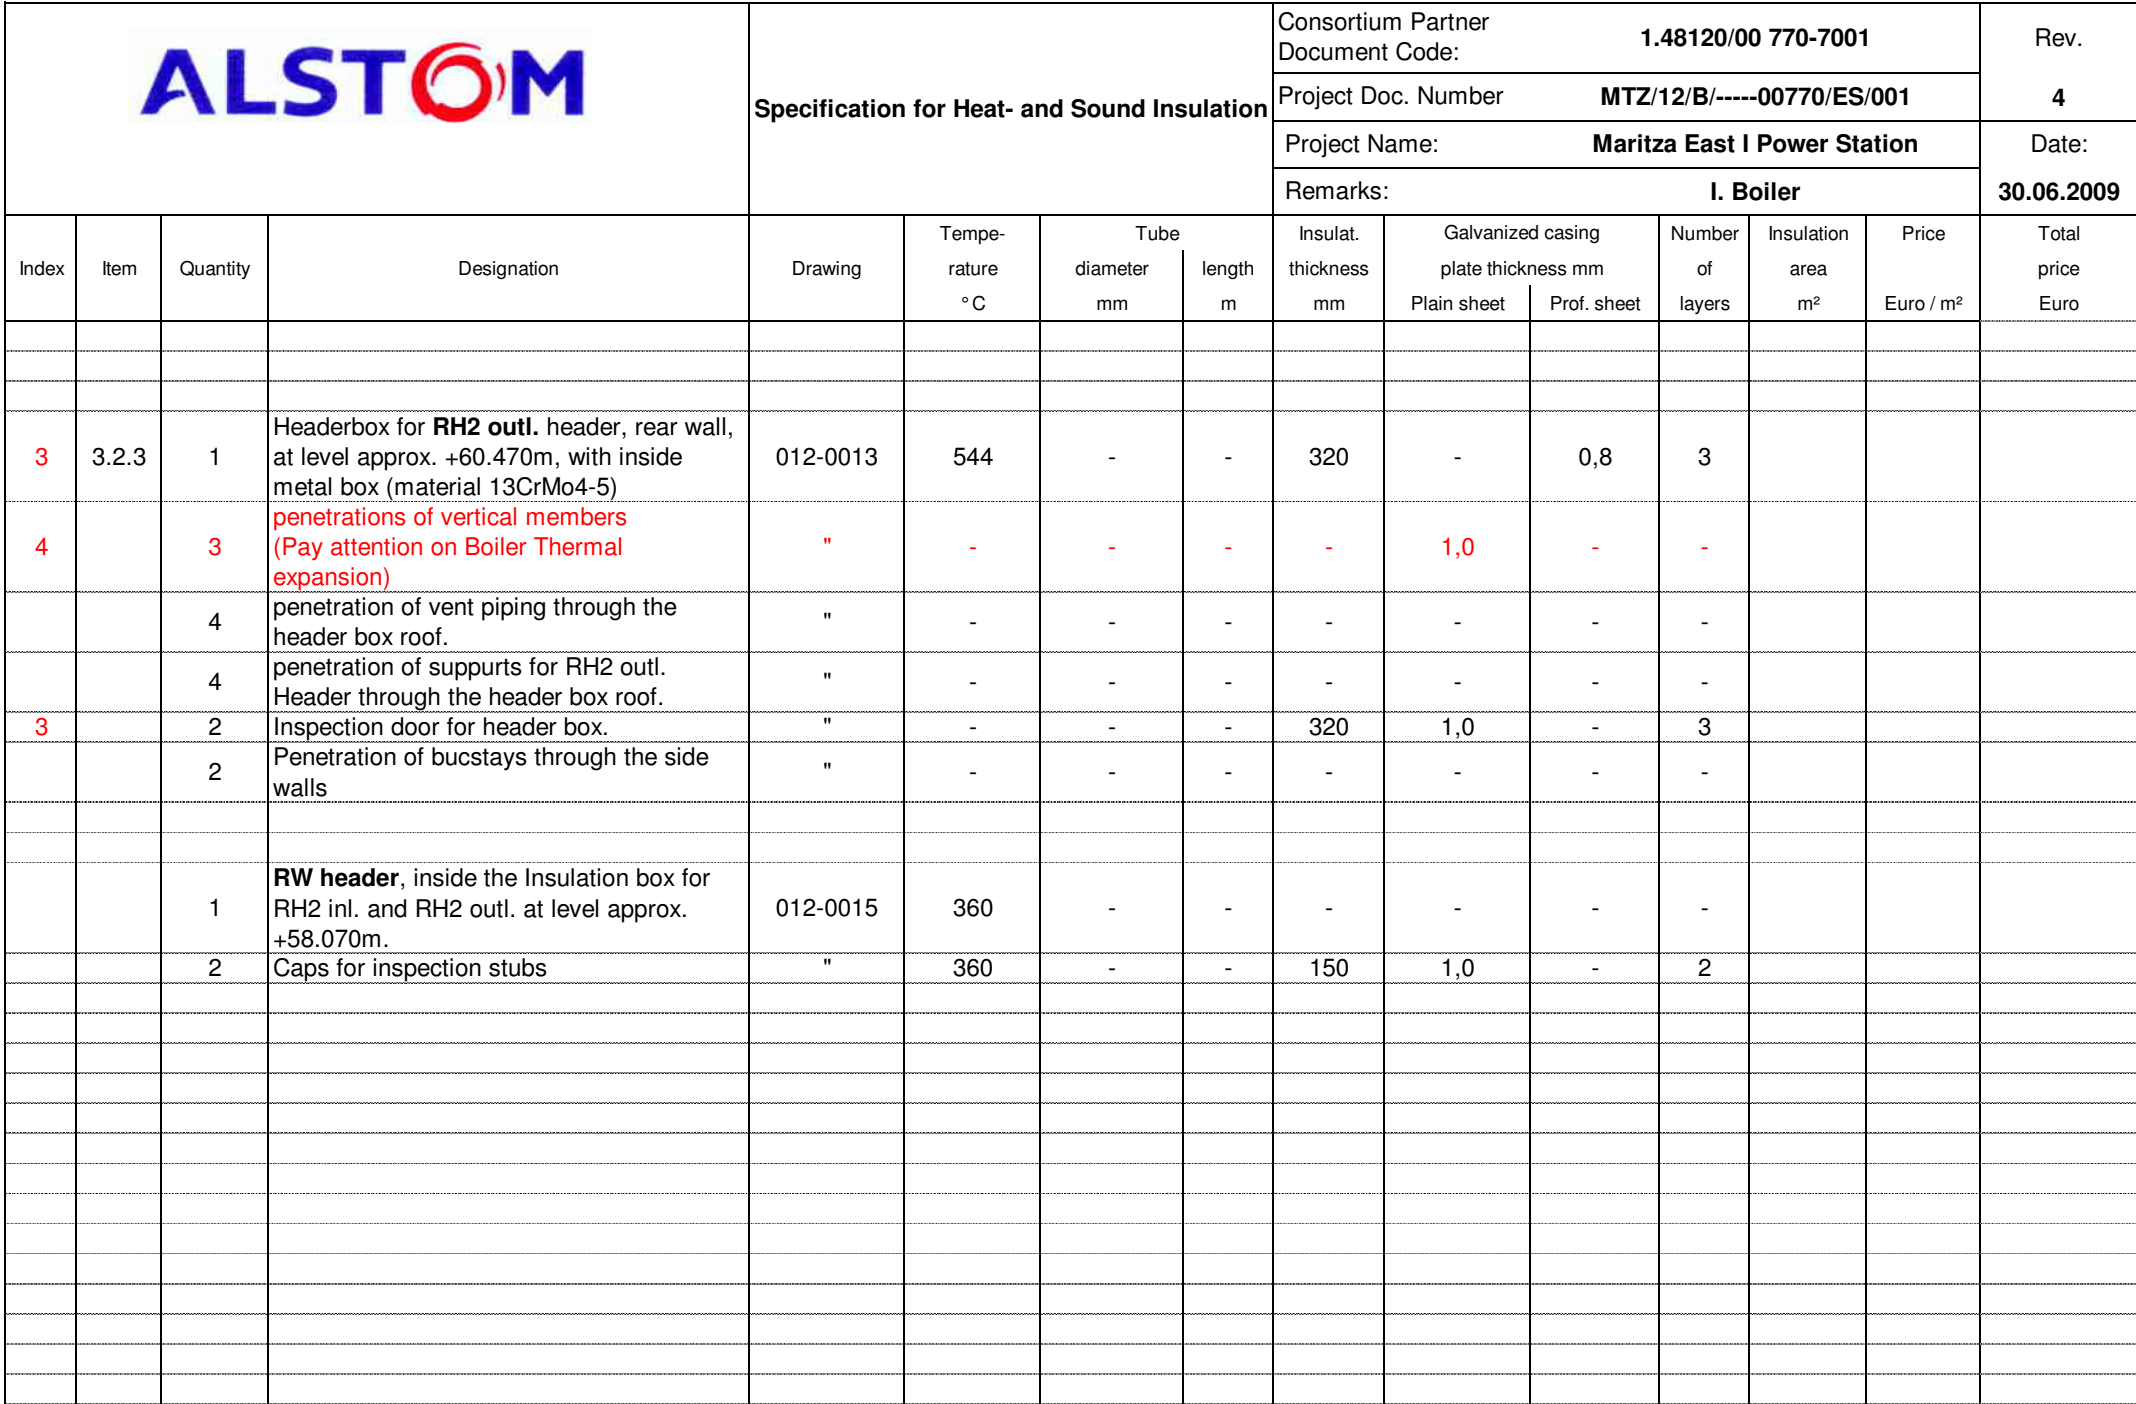 ALSTOM
Specification for Heat- and Sound Insulation
Consortium Partner
Document Code:
1.48120/00 770-7001
Rev.
Project Doc. Number MTZ/12/B/-----00770/ES/001 4
Project Name: Maritza East I Power Station Date:
Remarks: I. Boiler 30.06.2009
Tempe- Tube Insulat. Galvanized casing Number Insulation Price Total
Index Item Quantity Designation Drawing rature diameter length thickness plate thickness mm of area price
°C mm m mm Plain sheet Prof. sheet layers m² Euro / m² Euro
Headerbox for RH2 outl. header, rear wall,
3 3.2.3 1 at level approx. +60.470m, with inside 012-0013 544 - - 320 - 0,8 3
metal box (material 13CrMo4-5)
penetrations of vertical members
4 3 (Pay attention on Boiler Thermal " - - - - 1,0 - -
expansion)
penetration of vent piping through the
4 " - - - - - - -
header box roof.
penetration of suppurts for RH2 outl.
4 " - - - - - - -
Header through the header box roof.
3 2 Inspection door for header box. " - - - 320 1,0 - 3
Penetration of bucstays through the side
2 " - - - - - - -
walls
RW header, inside the Insulation box for
1 RH2 inl. and RH2 outl. at level approx. 012-0015 360 - - - - - -
+58.070m.
2 Caps for inspection stubs " 360 - - 150 1,0 - 2